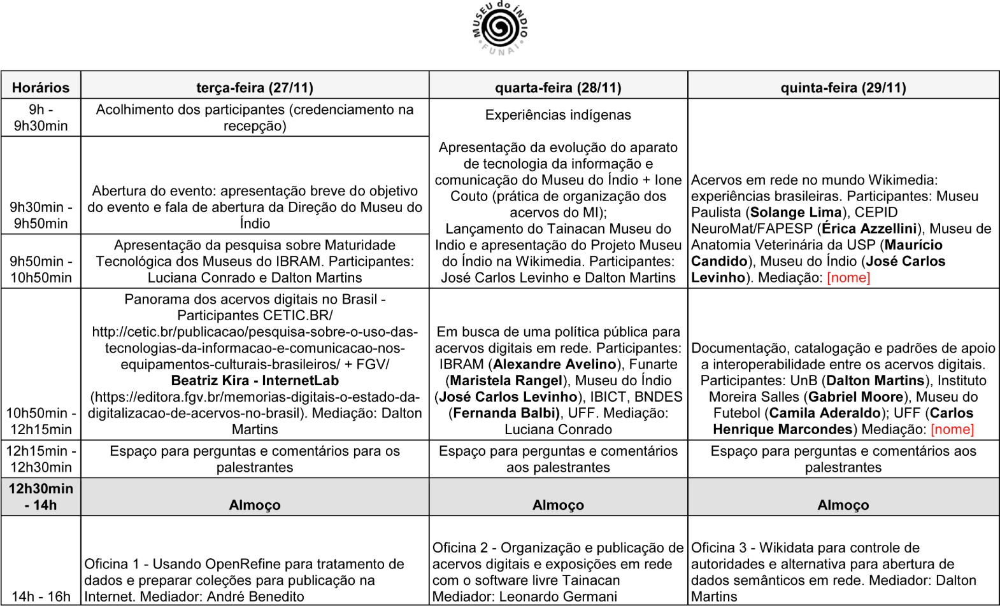 MUSEU do ÍNDIO
FUNAI
Horários
terça-feira (27/11)
quarta-feira (28/11)
quinta-feira (29/11)
9h -
9h30min
Acolhimento dos participantes (credenciamento na
recepção)
9h30min -
9h50min
Abertura do evento: apresentação breve do objetivo
do evento e fala de abertura da Direção do Museu do
Índio
9h50min -
10h50min
Apresentação da pesquisa sobre Maturidade
Tecnológica dos Museus do IBRAM. Participantes:
Luciana Conrado e Dalton Martins
Experiências indígenas
Apresentação da evolução do aparato
de tecnologia da informação e
comunicação do Museu do Índio + Ione
Couto (prática de organização dos
acervos do MI);
Lançamento do Tainacan Museu do
Indio e apresentação do Projeto Museu
do Índio na Wikimedia. Participantes:
José Carlos Levinho e Dalton Martins
Acervos em rede no mundo Wikimedia:
experiências brasileiras. Participantes: Museu
Paulista (Solange Lima), CEPID
NeuroMat/FAPESP (Érica Azzellini), Museu de
Anatomia Veterinária da USP (Maurício
Candido), Museu do Índio (José Carlos
Levinho). Mediação: [nome]
10h50min -
12h15min
Panorama dos acervos digitais no Brasil -
Participantes CETIC.BR/
http://cetic.br/publicacao/pesquisa-sobre-o-uso-das-
tecnologias-da-informacao-e-comunicacao-nos-
equipamentos-culturais-brasileiros/ + FGV/
Beatriz Kira - InternetLab
(https://editora.fgv.br/memorias-digitais-o-estado-da-
digitalizacao-de-acervos-no-brasil). Mediação: Dalton
Martins
Em busca de uma política pública para
acervos digitais em rede. Participantes:
IBRAM (Alexandre Avelino), Funarte
(Maristela Rangel), Museu do Índio
(José Carlos Levinho), IBICT, BNDES
(Fernanda Balbi), UFF. Mediação:
Luciana Conrado
Documentação, catalogação e padrões de apoio
a interoperabilidade entre os acervos digitais.
Participantes: UnB (Dalton Martins), Instituto
Moreira Salles (Gabriel Moore), Museu do
Futebol (Camila Aderaldo); UFF (Carlos
Henrique Marcondes) Mediação: [nome]
12h15min -
12h30min
Espaço para perguntas e comentários para os
palestrantes
Espaço para perguntas e comentários
aos palestrantes
Espaço para perguntas e comentários aos
palestrantes
12h30min
- 14h
Almoço
Almoço
Almoço
14h - 16h
Oficina 1 - Usando OpenRefine para tratamento de
dados e preparar coleções para publicação na
Internet. Mediador: André Benedito
Oficina 2 - Organização e publicação de
acervos digitais e exposições em rede
com o software livre Tainacan
Mediador: Leonardo Germani
Oficina 3 - Wikidata para controle de
autoridades e alternativa para abertura de
dados semânticos em rede. Mediador: Dalton
Martins